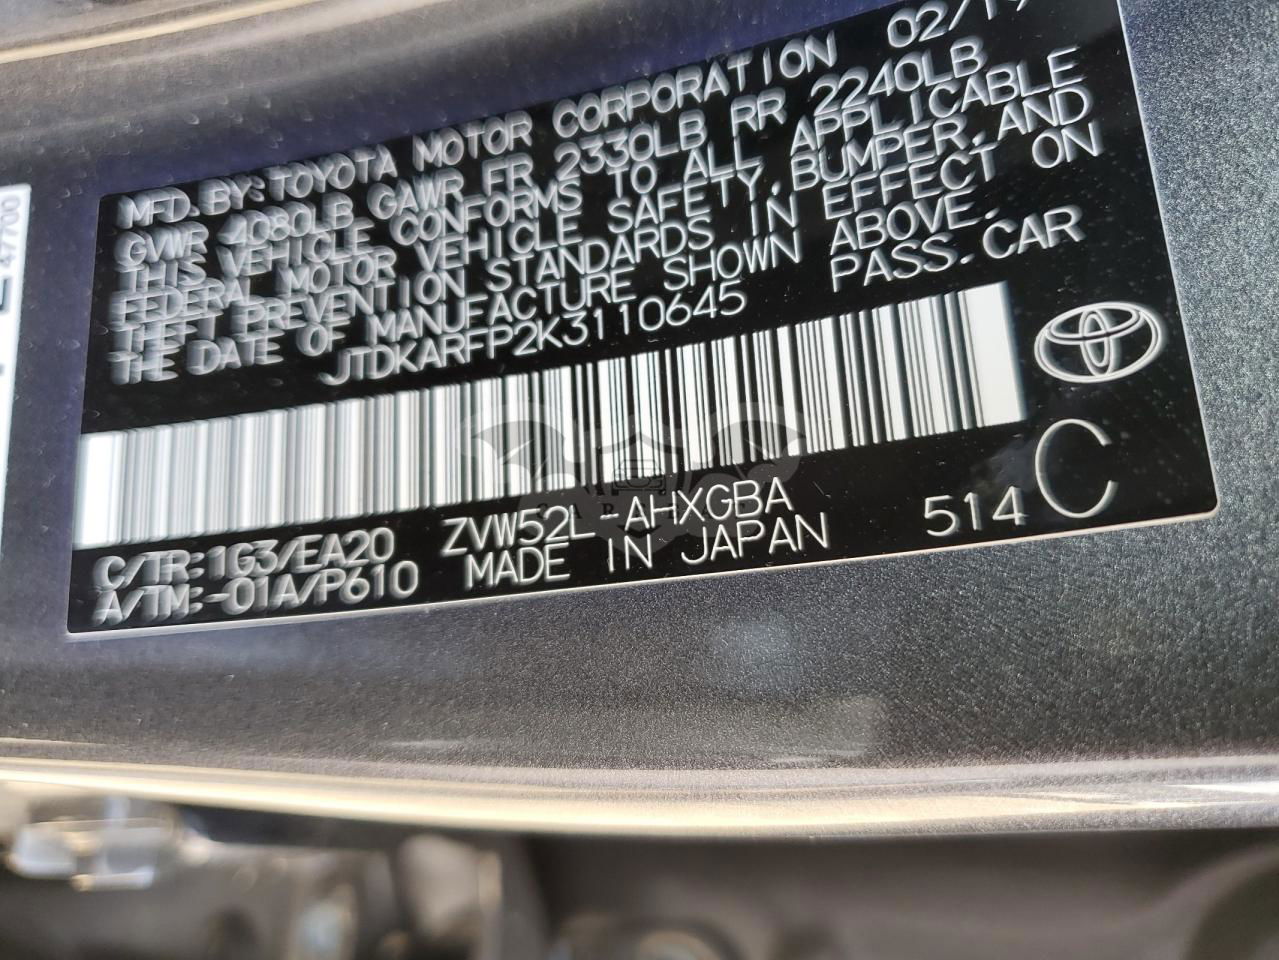 MFD. BY: TOYOTA MOTOR CORPORATION 02/19
GVWR 4080LB GAWR FR 2330LB RR 2240LB
THIS VEHICLE CONFORMS TO ALL APPLICABLE
FEDERAL MOTOR VEHICLE SAFETY, BUMPER, AND
THEFT PREVENTION STANDARDS IN EFFECT ON
THE DATE OF MANUFACTURE SHOWN ABOVE.
JTDKARFP2K3110645 PASS. CAR
C/TR: 1G3/EA20 ZVW52L -AHXGBA
A/TM: -01A/P610 MADE IN JAPAN 514 C
47700